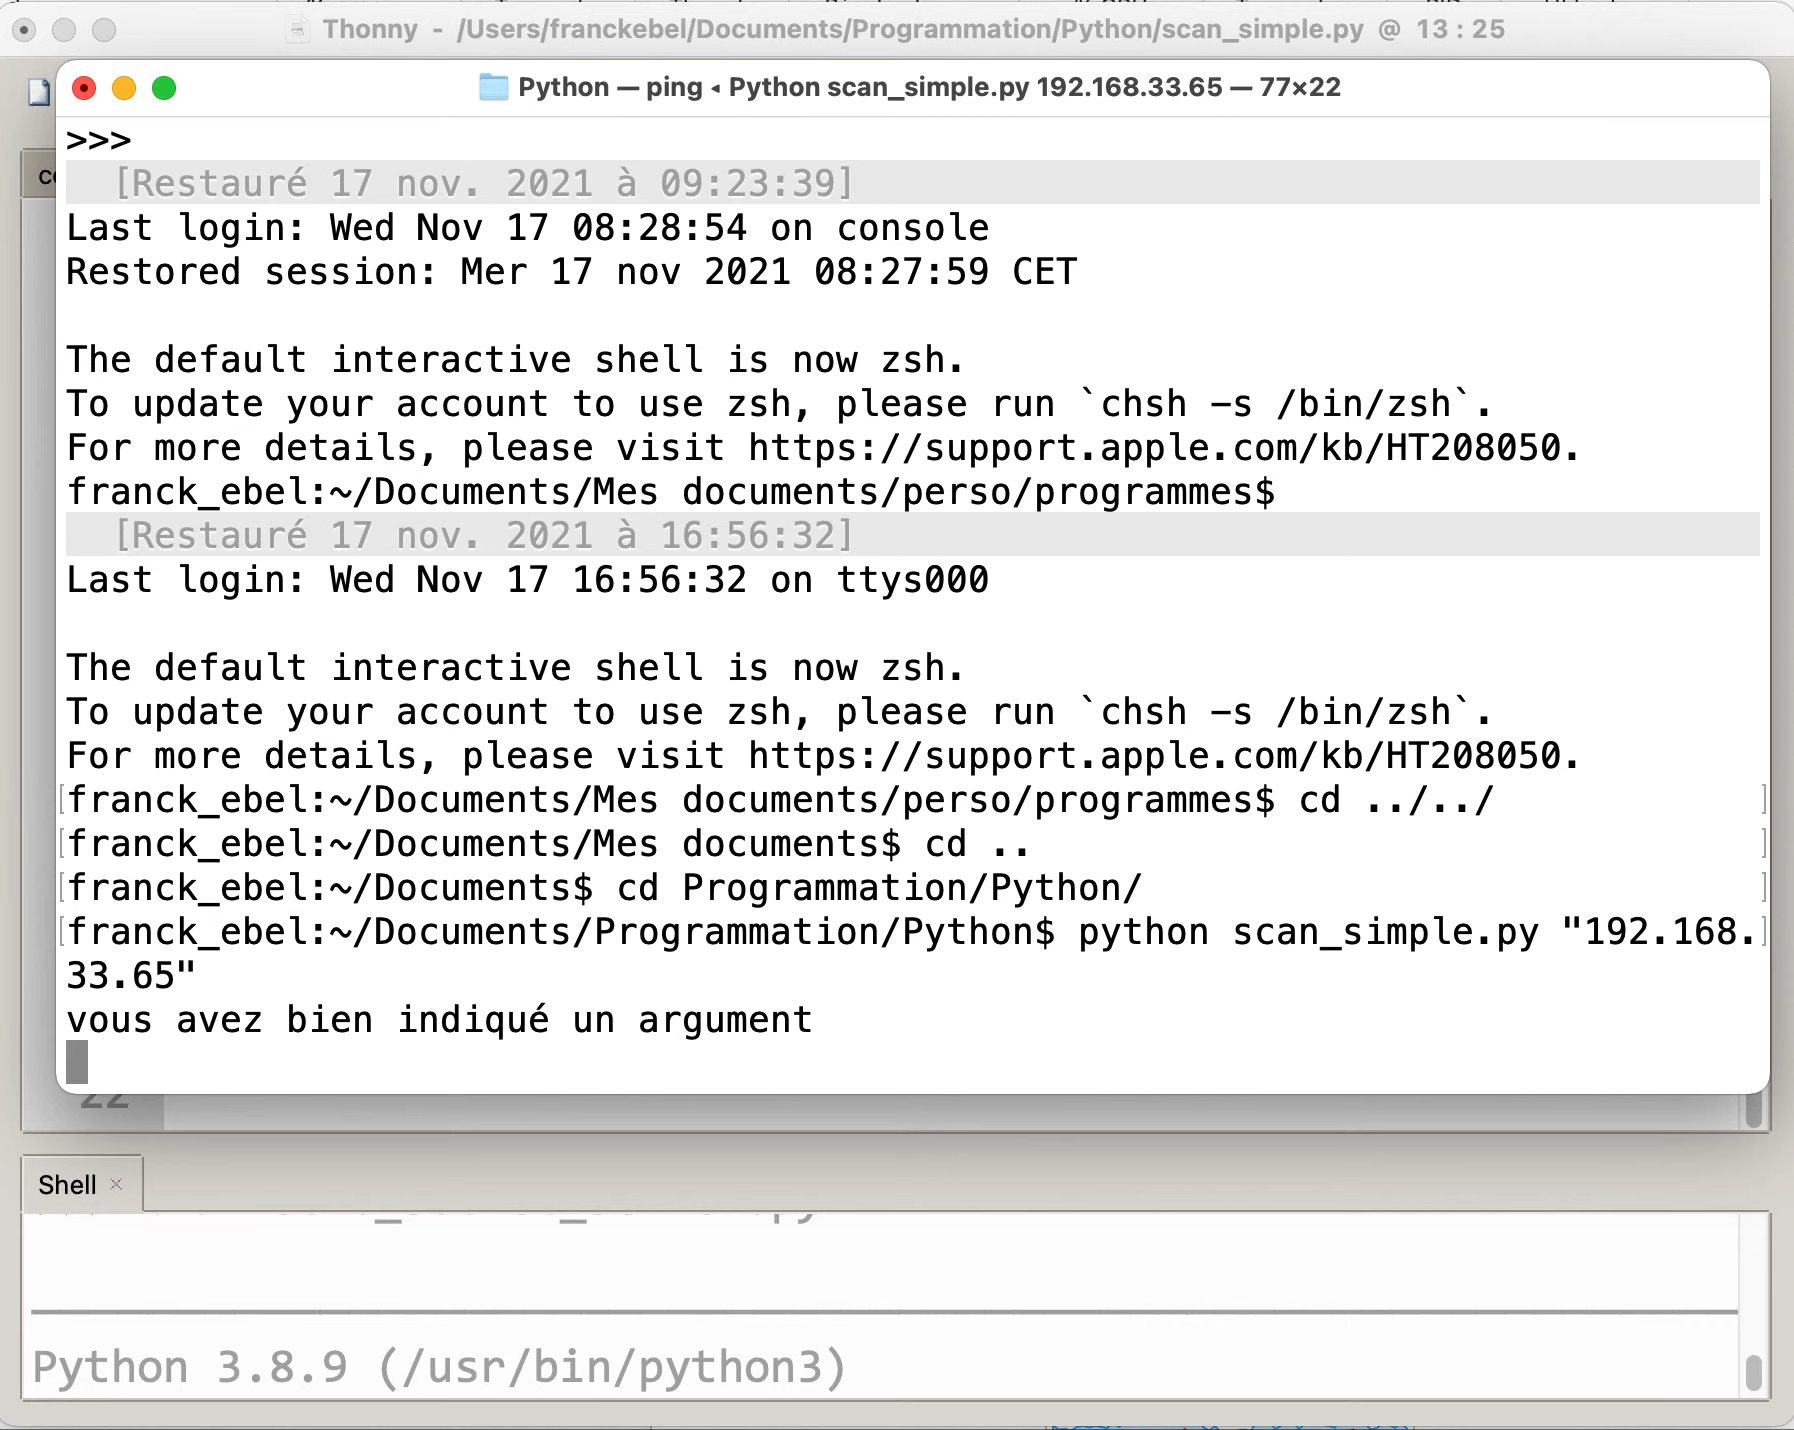 Thonny - /Users/franckebel/Documents/Programmation/Python/scan_simple.py @ 13 : 25
Python — ping ◂ Python scan_simple.py 192.168.33.65 — 77×22
>>>
[Restauré 17 nov. 2021 à 09:23:39]
Last login: Wed Nov 17 08:28:54 on console
Restored session: Mer 17 nov 2021 08:27:59 CET
The default interactive shell is now zsh.
To update your account to use zsh, please run `chsh -s /bin/zsh`.
For more details, please visit https://support.apple.com/kb/HT208050.
franck_ebel:~/Documents/Mes documents/perso/programmes$
[Restauré 17 nov. 2021 à 16:56:32]
Last login: Wed Nov 17 16:56:32 on ttys000
The default interactive shell is now zsh.
To update your account to use zsh, please run `chsh -s /bin/zsh`.
For more details, please visit https://support.apple.com/kb/HT208050.
[franck_ebel:~/Documents/Mes documents/perso/programmes$ cd ../../ ]
[franck_ebel:~/Documents/Mes documents$ cd .. ]
[franck_ebel:~/Documents$ cd Programmation/Python/ ]
[franck_ebel:~/Documents/Programmation/Python$ python scan_simple.py "192.168.]
33.65"
vous avez bien indiqué un argument
22
Shell ×
Python 3.8.9 (/usr/bin/python3)